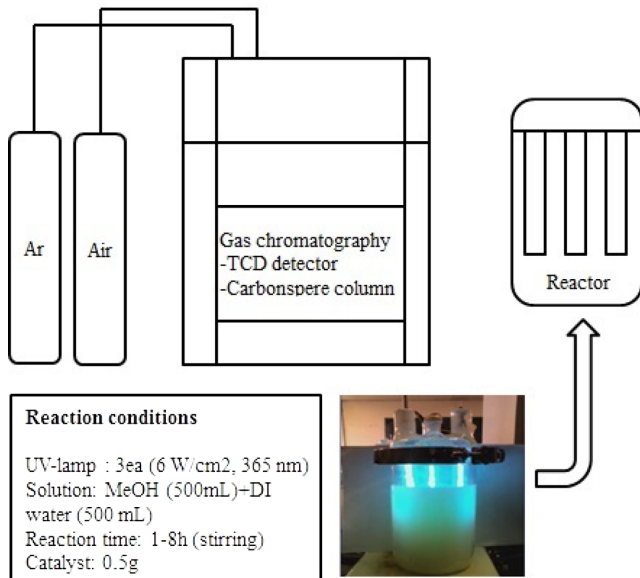 Ar
Air
Gas chromatography
-TCD detector
-Carbonspere column
Reactor
Reaction conditions
UV-lamp : 3ea (6 W/cm2, 365 nm)
Solution: MeOH (500mL)+DI
water (500 mL)
Reaction time: 1-8h (stirring)
Catalyst: 0.5g